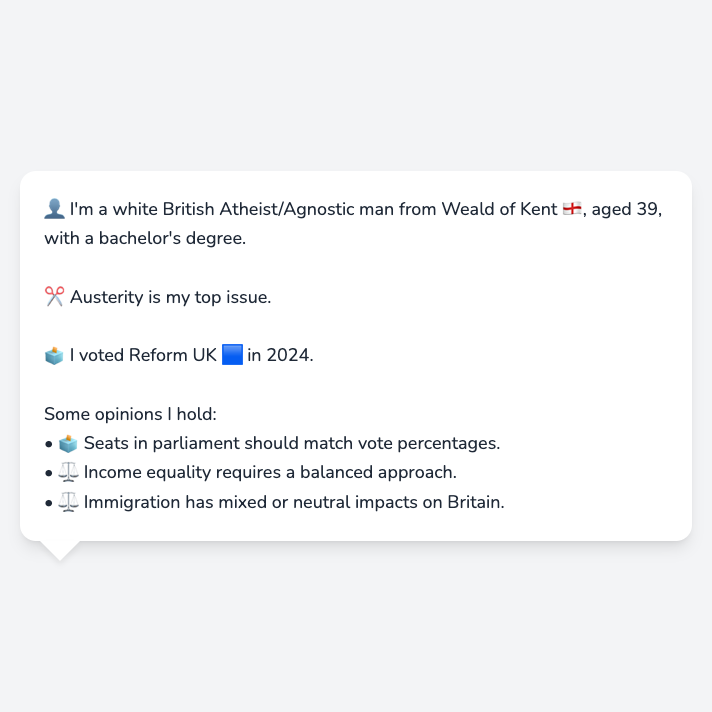 👤 I'm a white British Atheist/Agnostic man from Weald of Kent 🏴󠁧󠁢󠁥󠁮󠁧󠁿, aged 39,
with a bachelor's degree.
✂️ Austerity is my top issue.
🗳️ I voted Reform UK 🟦 in 2024.
Some opinions I hold:
• 🗳️ Seats in parliament should match vote percentages.
• ⚖️ Income equality requires a balanced approach.
• ⚖️ Immigration has mixed or neutral impacts on Britain.